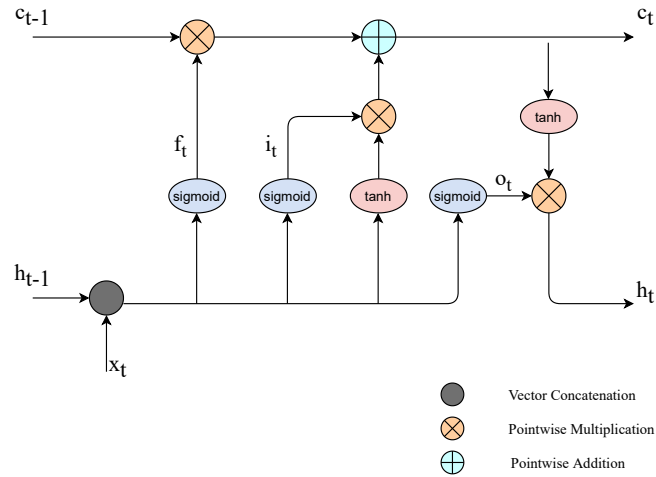 c_t-1
c_t
tanh
f_t
i_t
sigmoid
sigmoid
tanh
sigmoid
o_t
h_t-1
h_t
x_t
Vector Concatenation
Pointwise Multiplication
Pointwise Addition